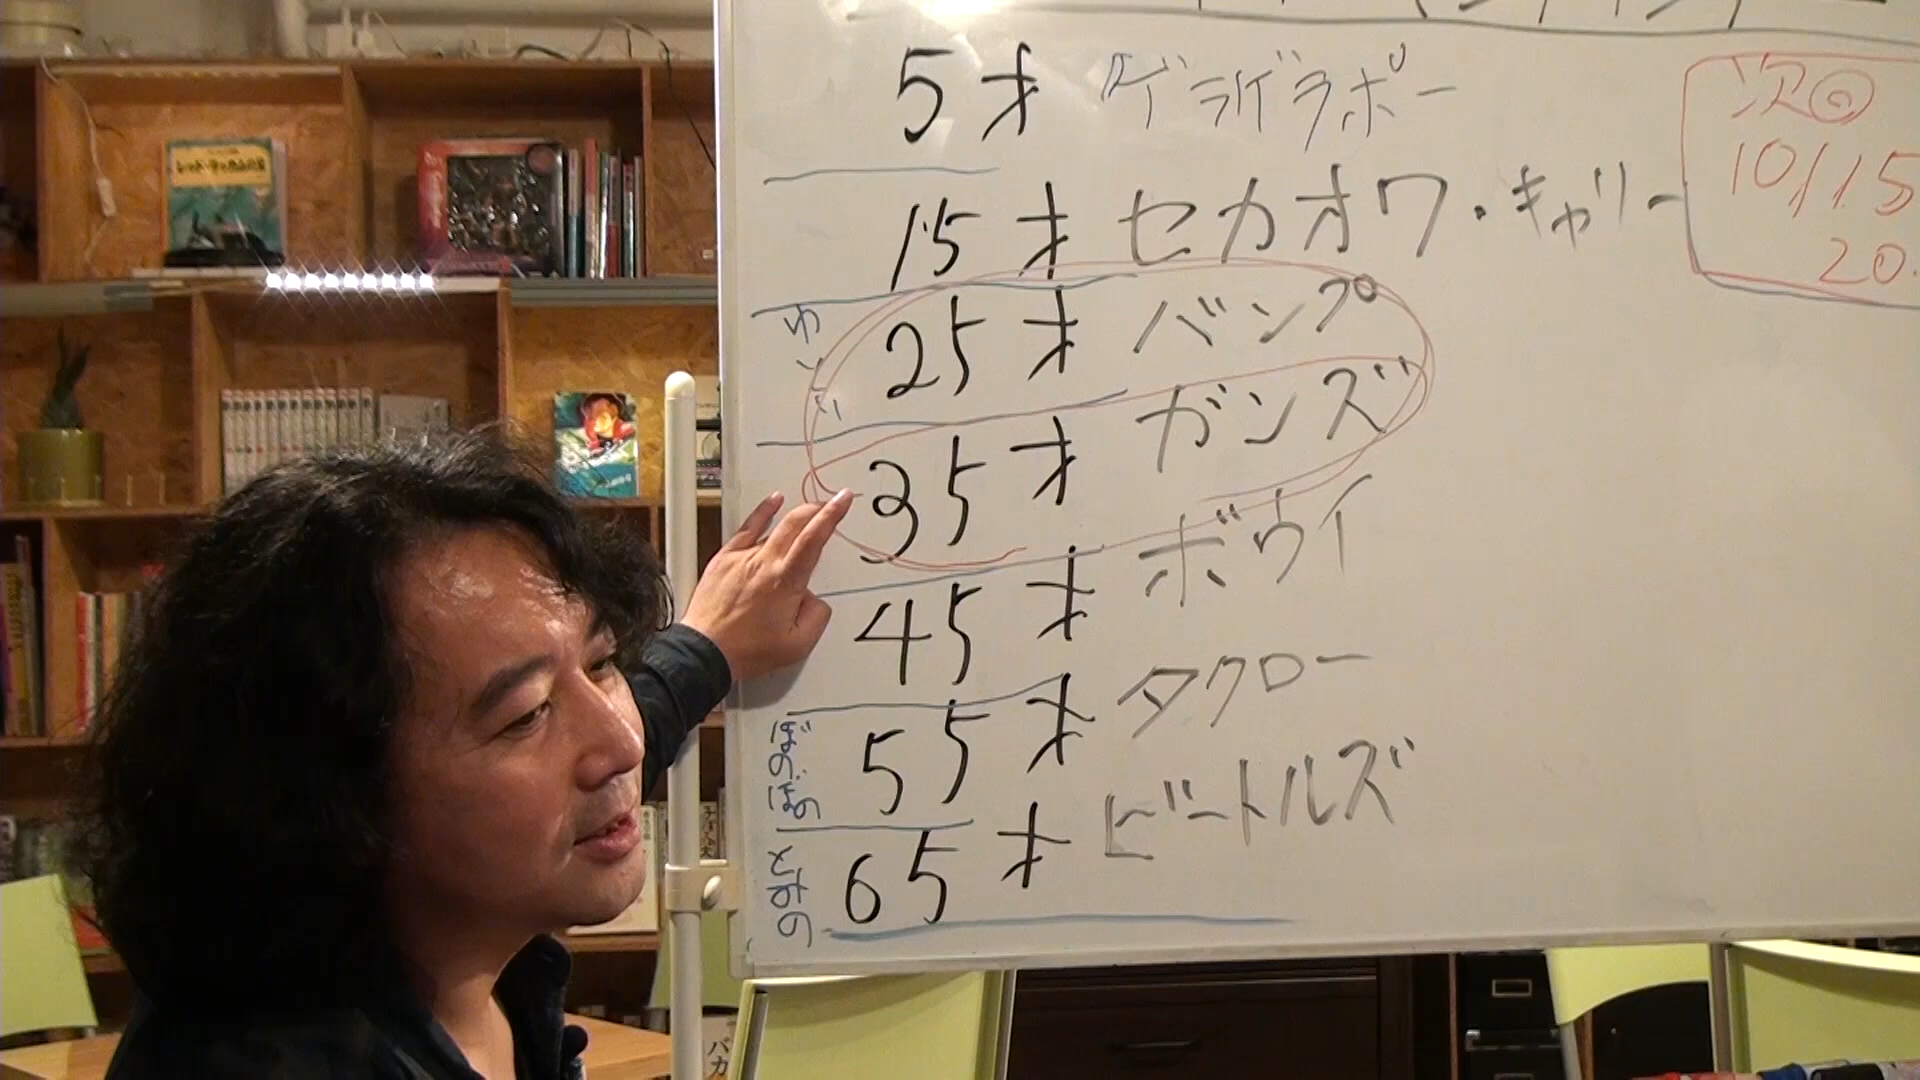 5才 ゲラゲラポー
15才 セカオワ・キャリー
25才 バンプ
35才 ガンズ
45才 ボウイ
55才 タクロー
65才 ビートルズ
次回
10/15
20.
バカ